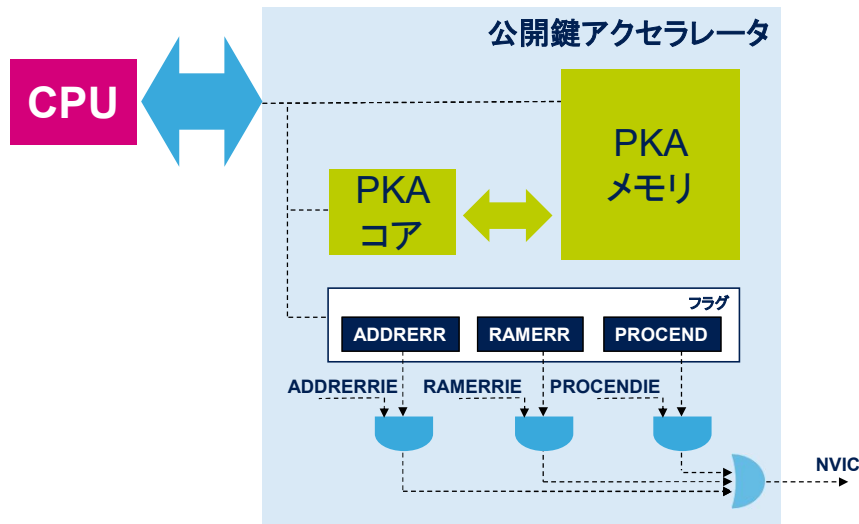 公開鍵アクセラレータ
CPU
PKA
メモリ
PKA
コア
フラグ
ADDRERR
RAMERR
PROCEND
ADDRERRIE
RAMERRIE
PROCENDIE
NVIC